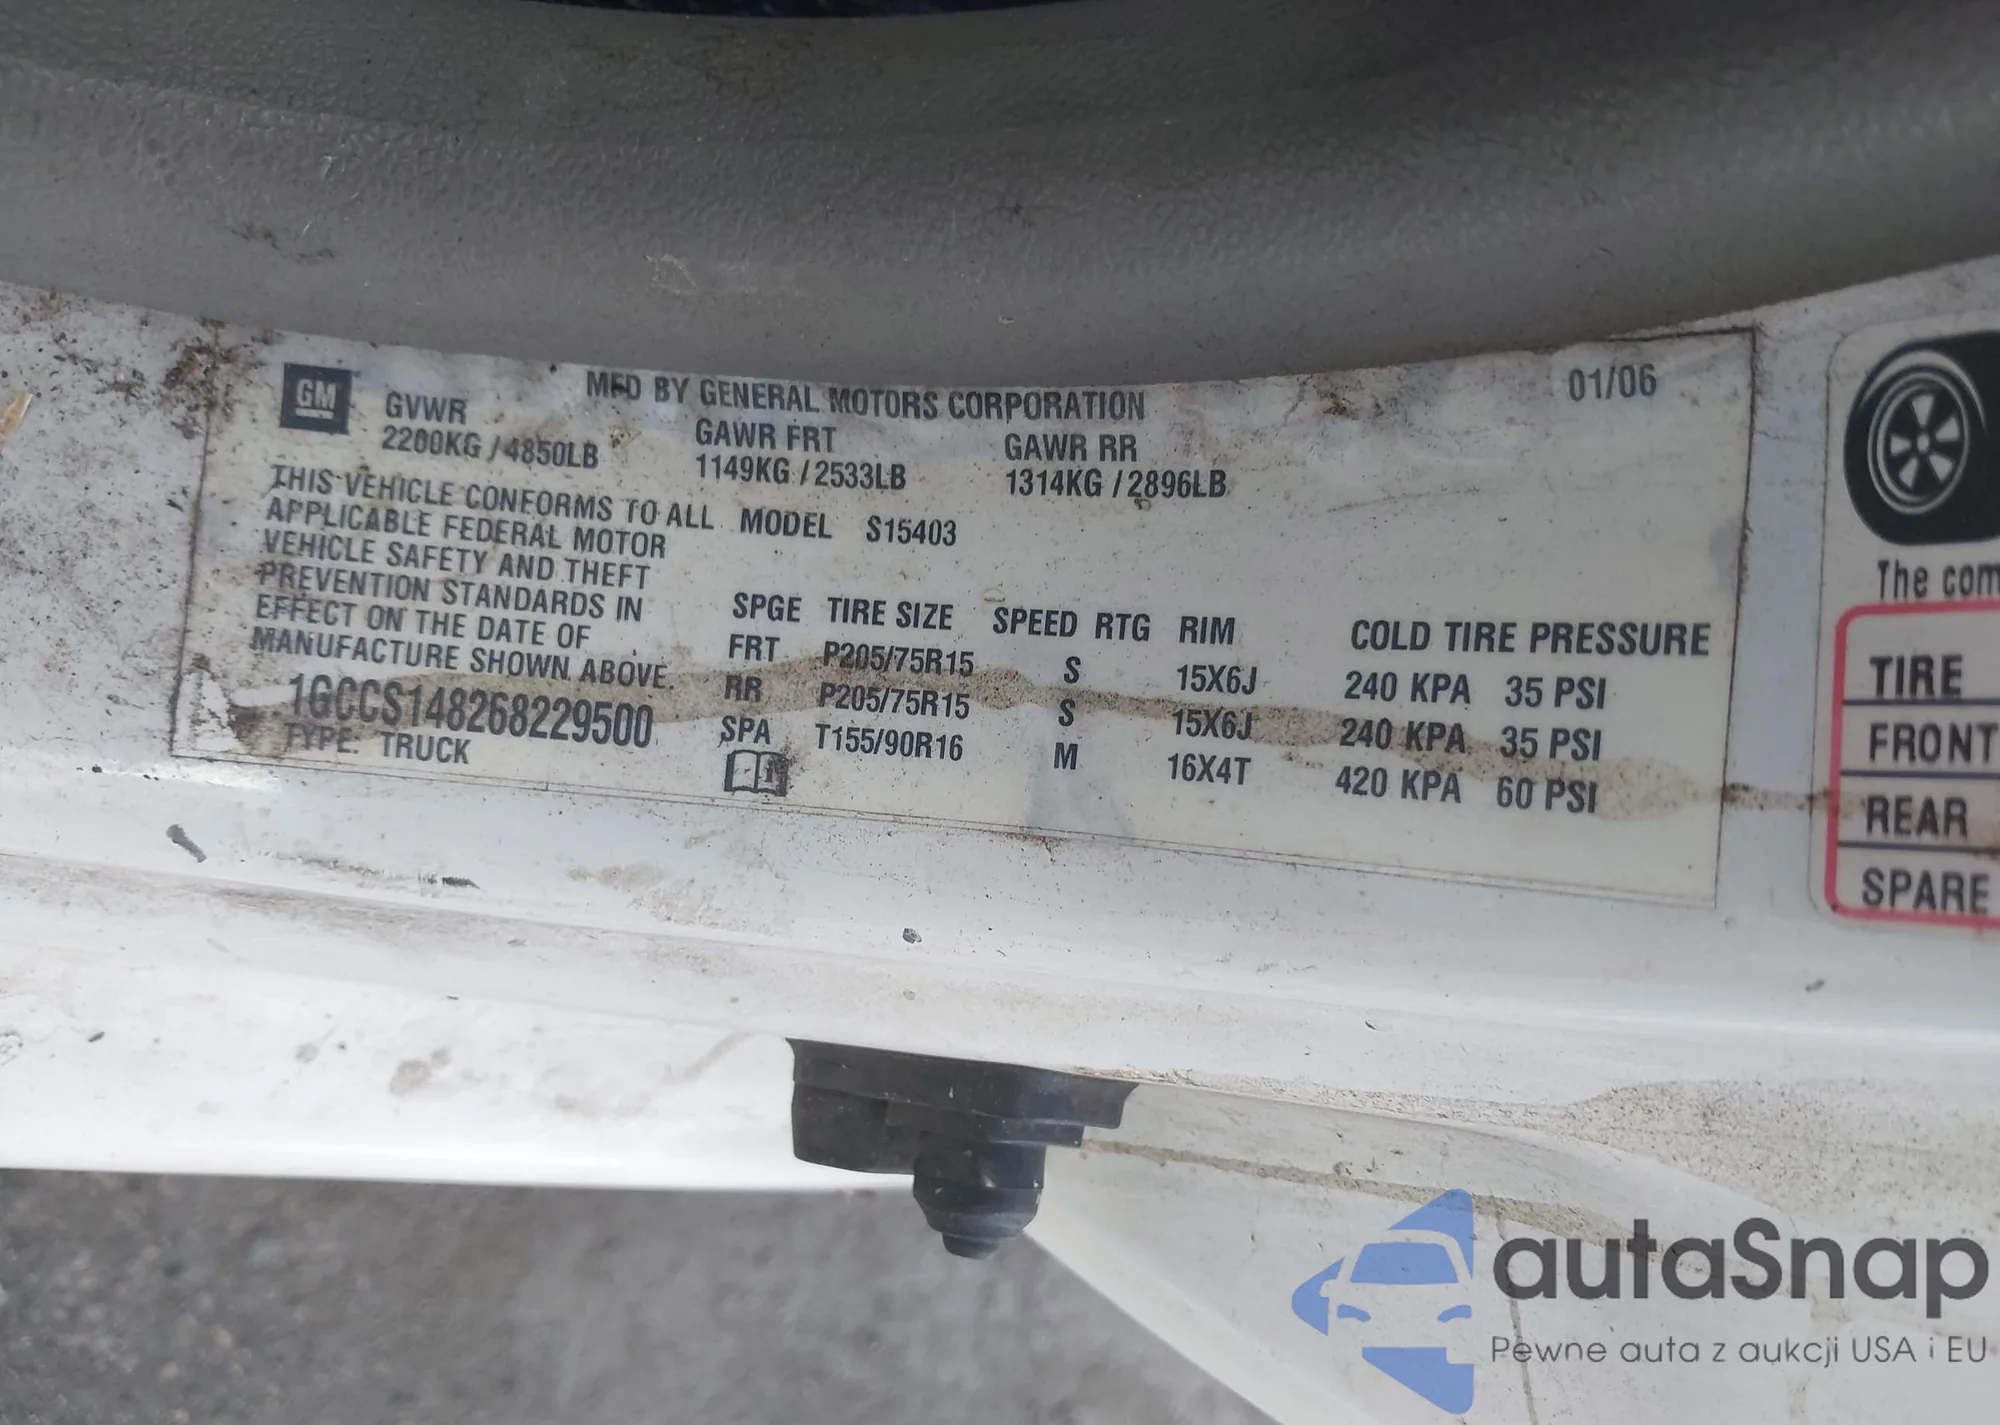 GM
MFD BY GENERAL MOTORS CORPORATION
01/06
GVWR
GAWR FRT
GAWR RR
2200KG / 4850LB
1149KG / 2533LB
1314KG / 2896LB
THIS VEHICLE CONFORMS TO ALL
APPLICABLE FEDERAL MOTOR
VEHICLE SAFETY AND THEFT
PREVENTION STANDARDS IN
EFFECT ON THE DATE OF
MANUFACTURE SHOWN ABOVE.
1GCCS148268229500
TYPE: TRUCK
MODEL S15403
SPGE TIRE SIZE SPEED RTG RIM COLD TIRE PRESSURE
FRT P205/75R15 S 15X6J 240 KPA 35 PSI
RR P205/75R15 S 15X6J 240 KPA 35 PSI
SPA T155/90R16 M 16X4T 420 KPA 60 PSI
The com
TIRE
FRONT
REAR
SPARE
autaSnap
Pewne auta z aukcji USA i EU